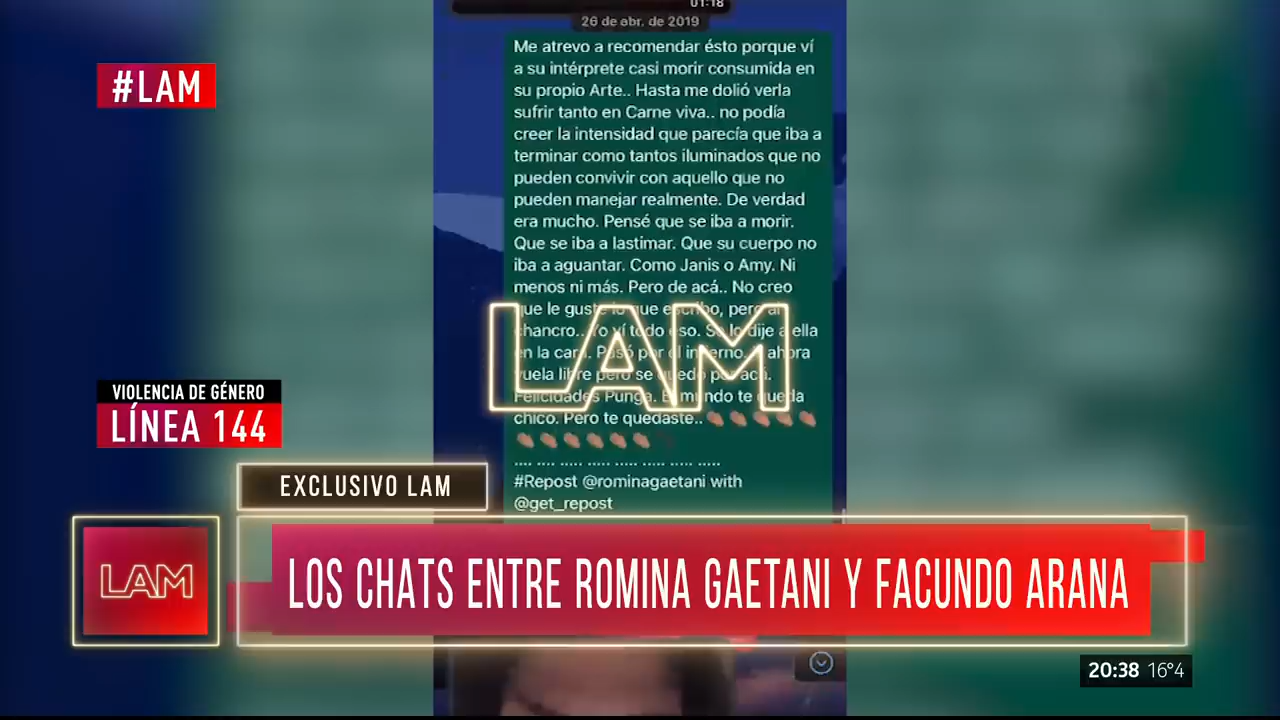 01:18
26 de abr. de 2019
Me atrevo a recomendar ésto porque ví
a su intérprete casi morir consumida en
su propio Arte.. Hasta me dolió verla
sufrir tanto en Carne viva.. no podía
creer la intensidad que parecía que iba a
terminar como tantos iluminados que no
pueden convivir con aquello que no
pueden manejar realmente. De verdad
era mucho. Pensé que se iba a morir.
Que se iba a lastimar. Que su cuerpo no
iba a aguantar. Como Janis o Amy. Ni
menos ni más. Pero de acá.. No creo
que le guste lo que escribo, pero al
chancro.. Yo ví todo eso. Se lo dije a ella
en la cara. Pasó por el infierno. Y ahora
vuela libre pero se quedo por acá.
Felicidades Punga. El mundo te queda
chico. Pero te quedaste..
.... .... ..... ..... ..... ..... ..... .....
#Repost @rominagaetani with
@get_repost
LAM
#LAM
VIOLENCIA DE GÉNERO
LÍNEA 144
EXCLUSIVO LAM
LAM
LOS CHATS ENTRE ROMINA GAETANI Y FACUNDO ARANA
20:38 16°4